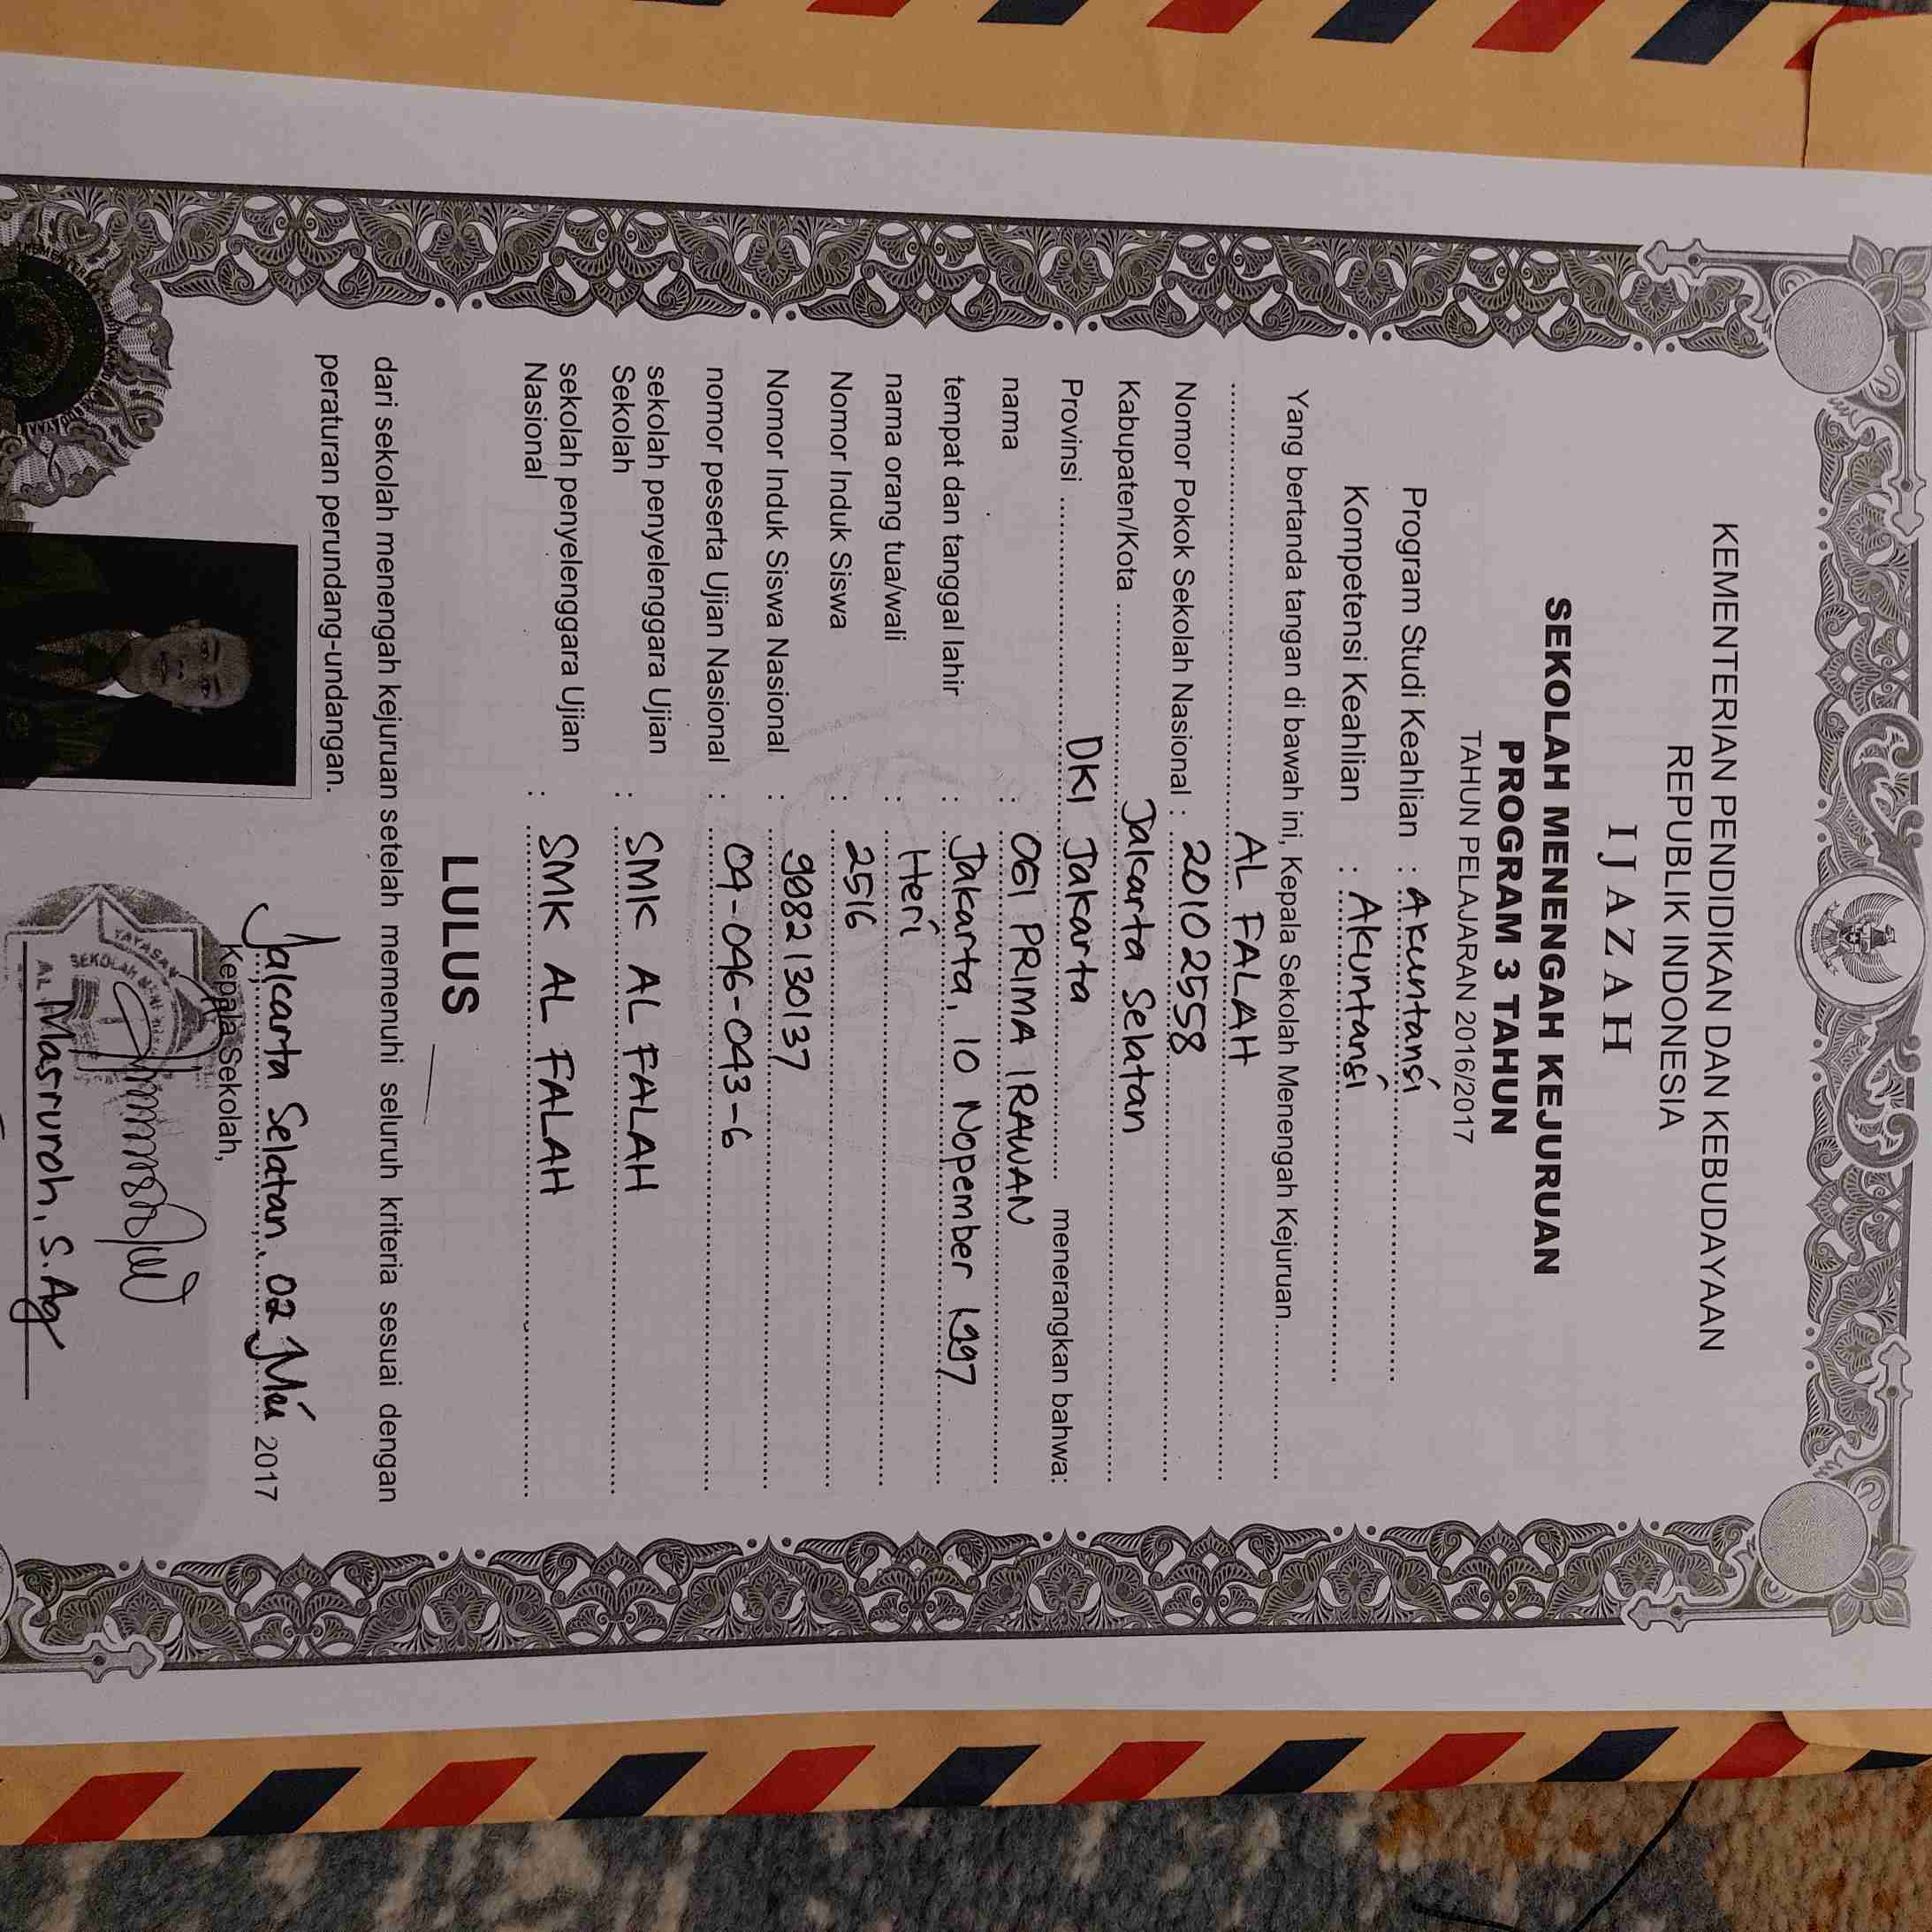 KEMENTERIAN PENDIDIKAN DAN KEBUDAYAAN
REPUBLIK INDONESIA
IJAZAH
SEKOLAH MENENGAH KEJURUAN
PROGRAM 3 TAHUN
TAHUN PELAJARAN 2016/2017
Program Studi Keahlian : Akuntansi
Kompetensi Keahlian : Akuntansi
Yang bertanda tangan di bawah ini, Kepala Sekolah Menengah Kejuruan
AL FALAH
Nomor Pokok Sekolah Nasional : 20102558
Kabupaten/Kota Jakarta Selatan
Provinsi DKI Jakarta menerangkan bahwa:
nama : OGI PRIMA IRAWAN
tempat dan tanggal lahir : Jakarta, 10 Nopember 1997
nama orang tua/wali : Heri
Nomor Induk Siswa : 2516
Nomor Induk Siswa Nasional : 9982130137
nomor peserta Ujian Nasional : 04-046-043-6
sekolah penyelenggara Ujian : SMK AL FALAH
Sekolah
sekolah penyelenggara Ujian : SMK AL FALAH
Nasional
LULUS
dari sekolah menengah kejuruan setelah memenuhi seluruh kriteria sesuai dengan
peraturan perundang-undangan.
Jakarta Selatan, 02 Mei 2017
Kepala Sekolah,
YAYASAN
SEKOLAH
AL
Masruroh, S.Ag